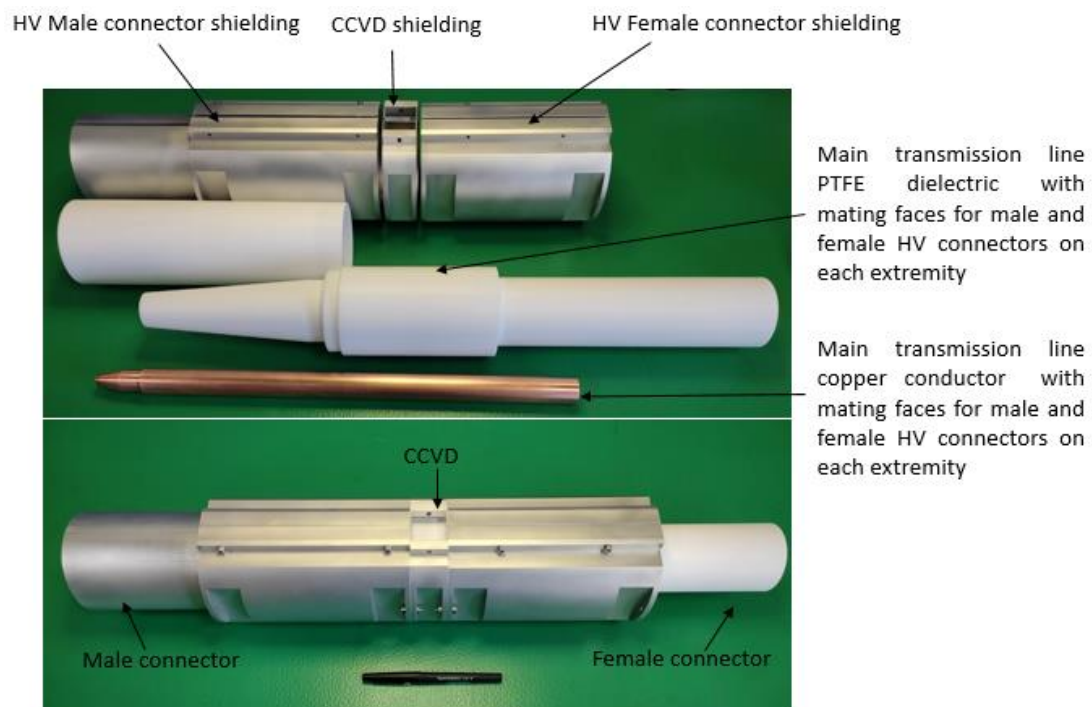 HV Male connector shielding
CCVD shielding
HV Female connector shielding
Main transmission line
PTFE dielectric with
mating faces for male and
female HV connectors on
each extremity
Main transmission line
copper conductor with
mating faces for male and
female HV connectors on
each extremity
CCVD
Male connector
Female connector